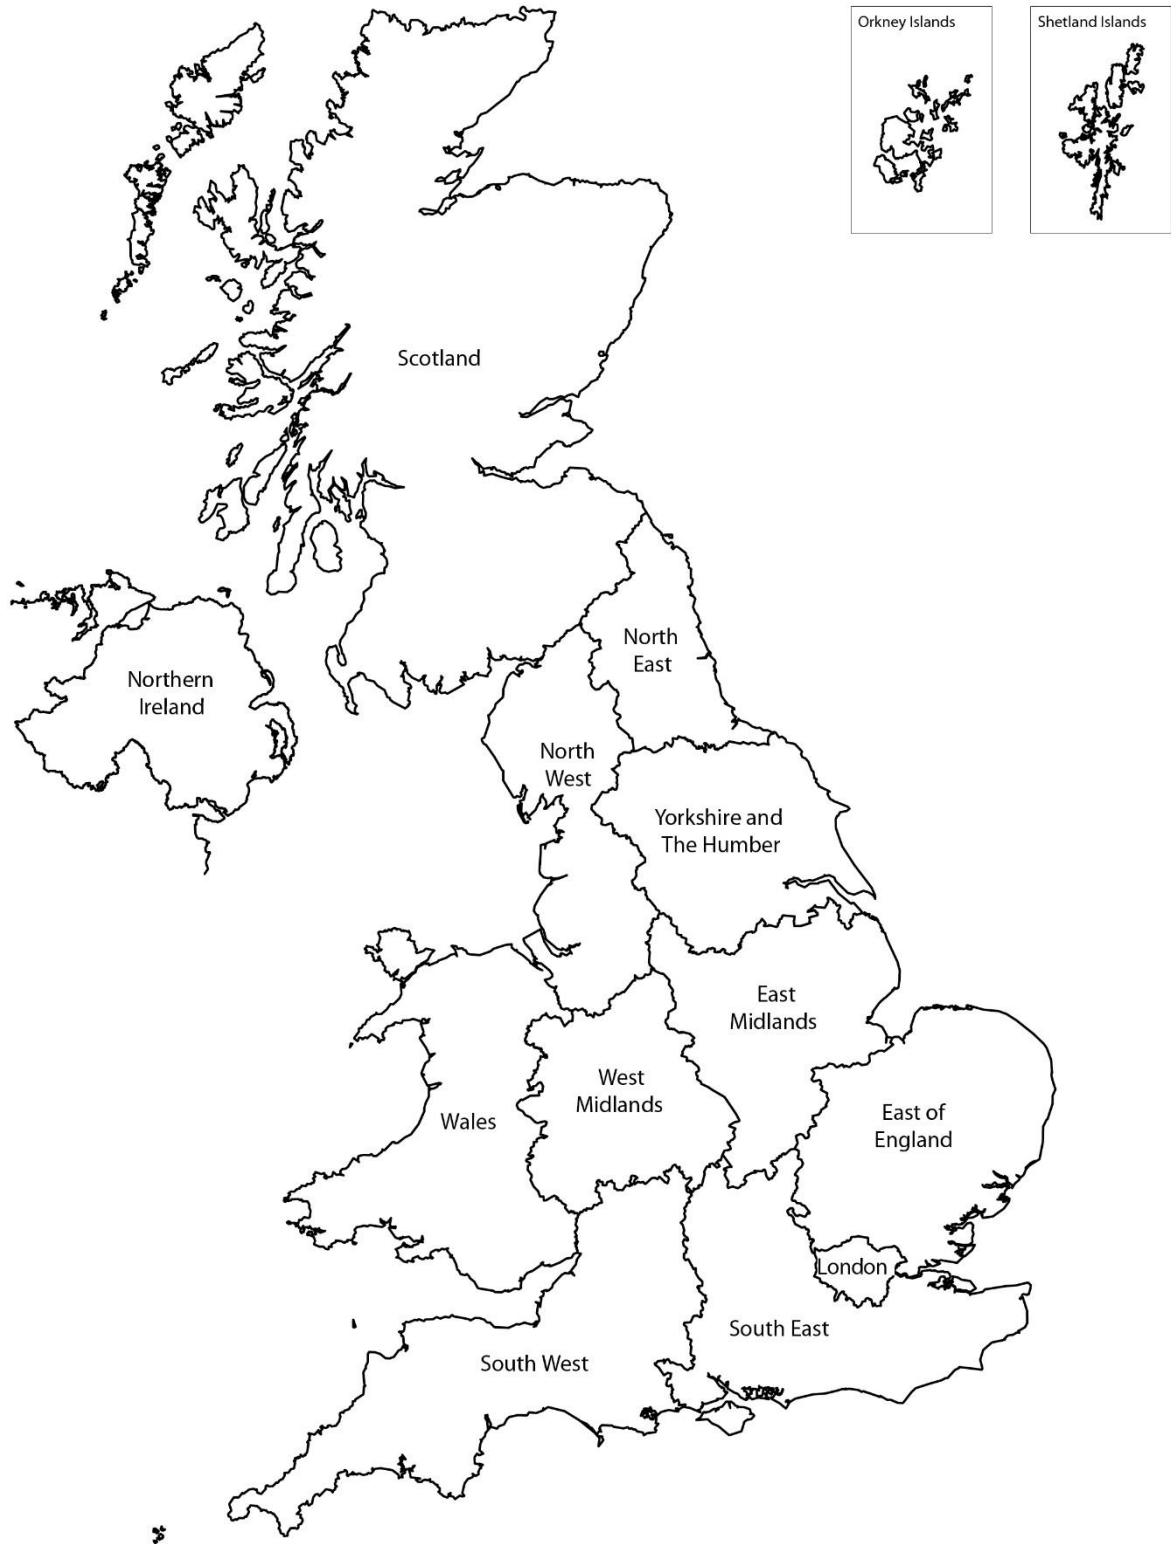 Orkney Islands
Shetland Islands
Scotland
North
East
Northern
Ireland
North
West
Yorkshire and
The Humber
East
Midlands
West
Midlands
Wales
East of
England
London
South East
South West